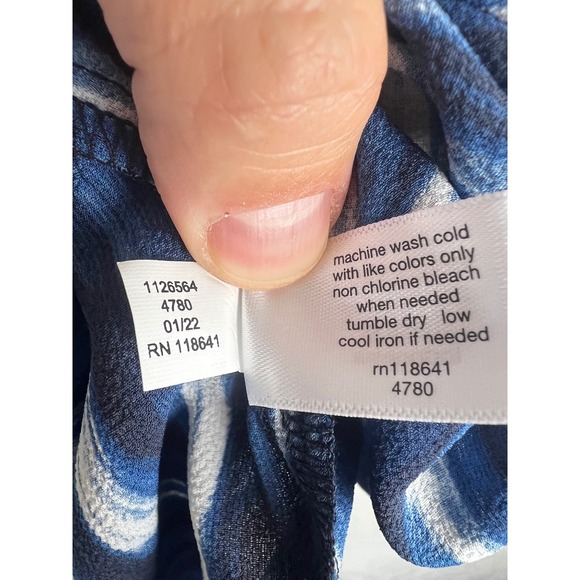 1126564
4780
01/22
RN 118641
machine wash cold
with like colors only
non chlorine bleach
when needed
tumble dry low
cool iron if needed
rn118641
4780